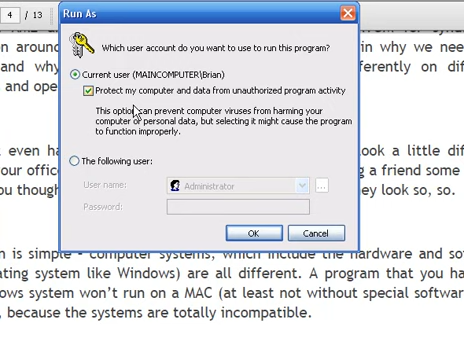 4 / 13
Run As
Which user account do you want to use to run this program?
Current user (MAINCOMPUTER\Brian)
Protect my computer and data from unauthorized program activity
This option can prevent computer viruses from harming your
computer or personal data, but selecting it might cause the program
to function improperly.
The following user:
User name: Administrator ...
Password:
OK Cancel
en around in why we nee
and why ferently on diff
and ope
even ha ook a little di
our offic g a friend some
ou though ey look so, so.
n is simple - computer systems, which include the hardware and so
ating system like Windows) are all different. A program that you ha
ows system won't run on a MAC (at least not without special softwar
, because the systems are totally incompatible.